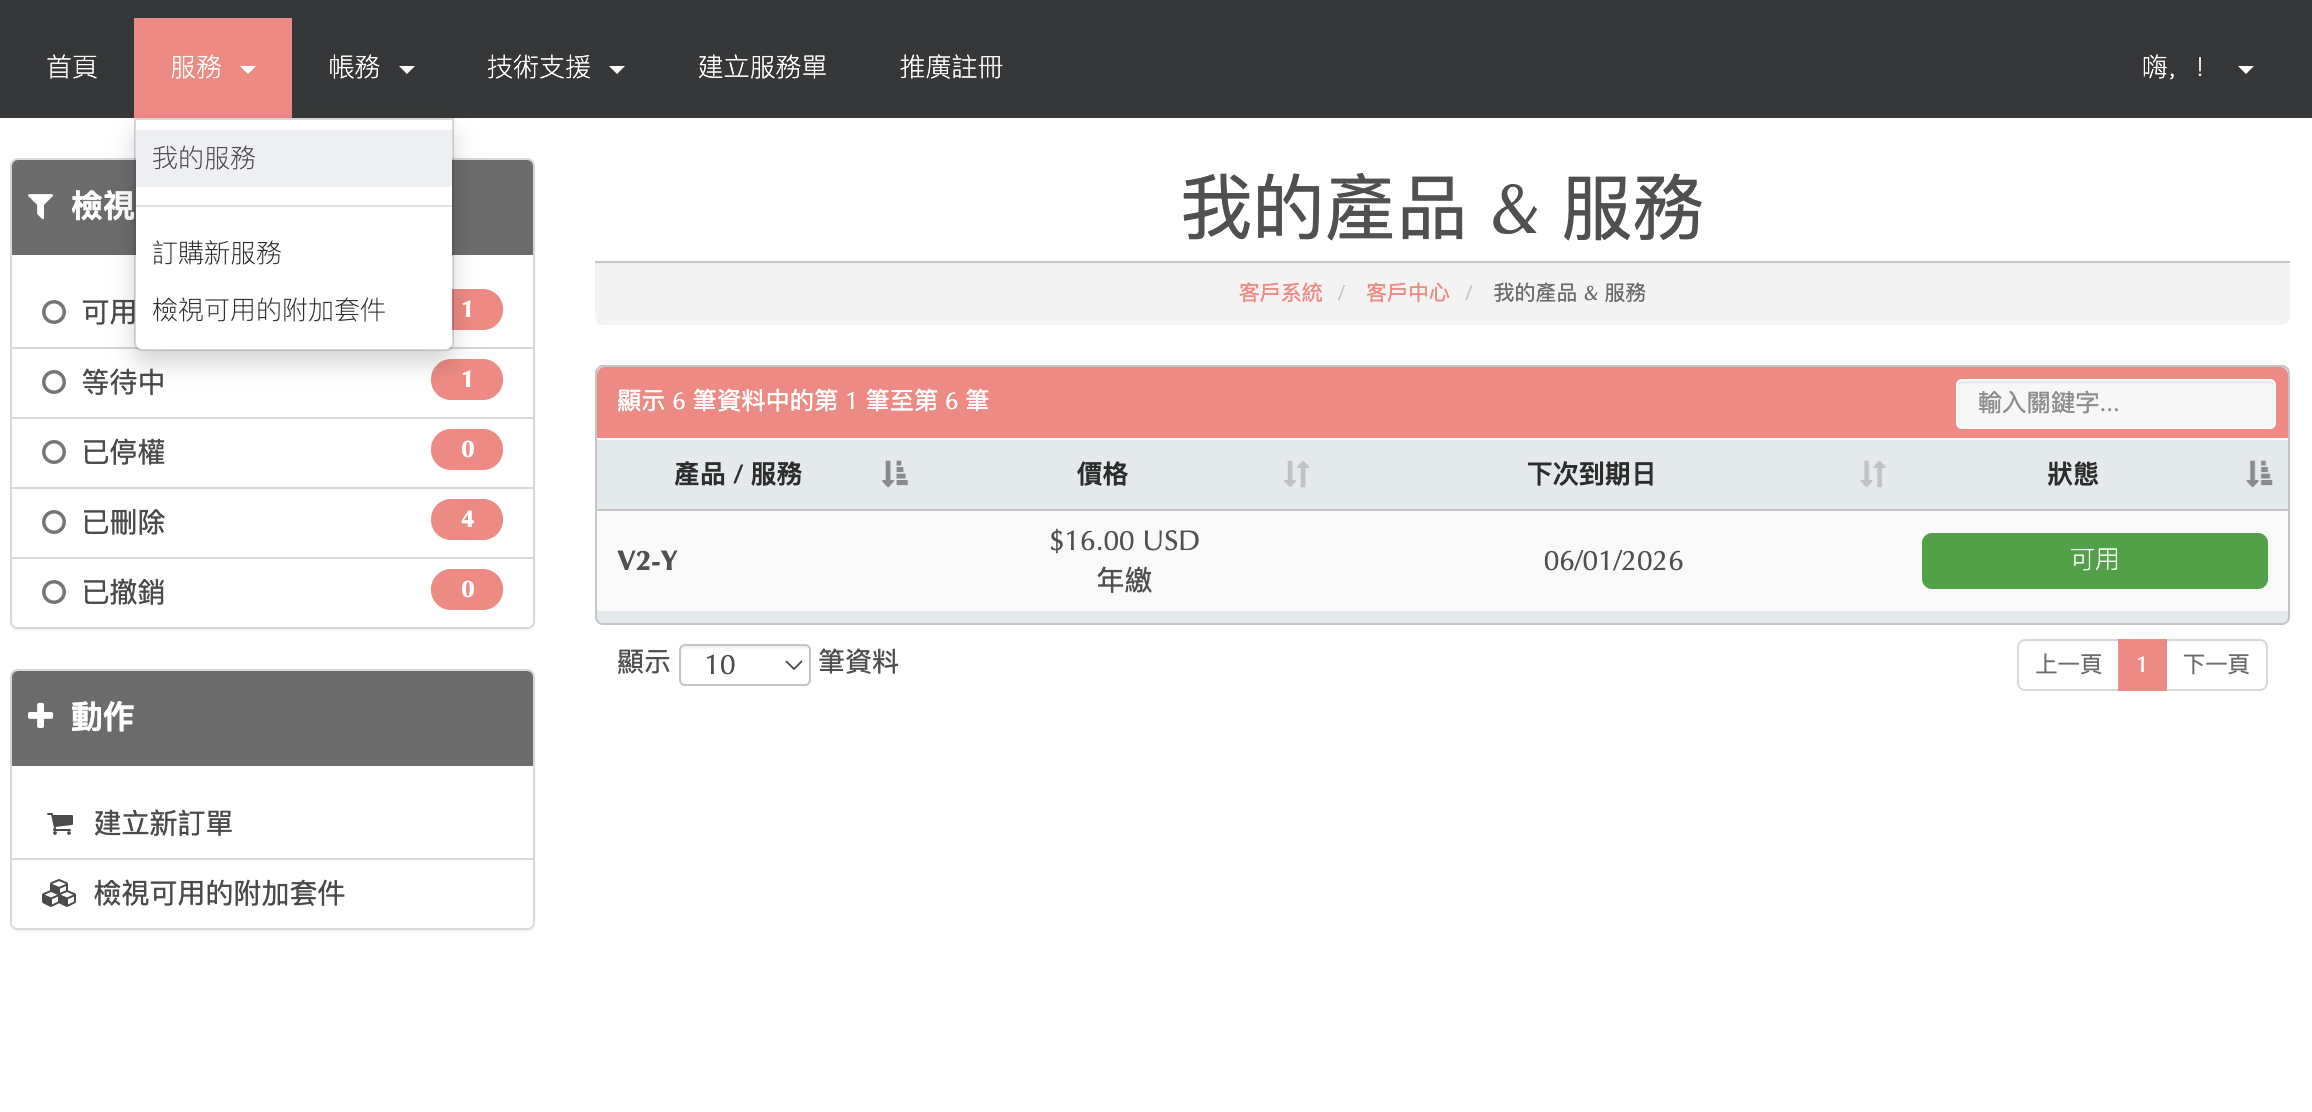 首頁
服務
帳務
技術支援
建立服務單
推廣註冊
嗨, !
我的服務
訂購新服務
檢視可用的附加套件
檢視
可用 1
等待中 1
已停權 0
已刪除 4
已撤銷 0
動作
建立新訂單
檢視可用的附加套件
我的產品 & 服務
客戶系統 / 客戶中心 / 我的產品 & 服務
顯示 6 筆資料中的第 1 筆至第 6 筆
輸入關鍵字...
產品 / 服務 價格 下次到期日 狀態
V2-Y $16.00 USD 06/01/2026 可用
年繳
顯示 10 筆資料
上一頁 1 下一頁